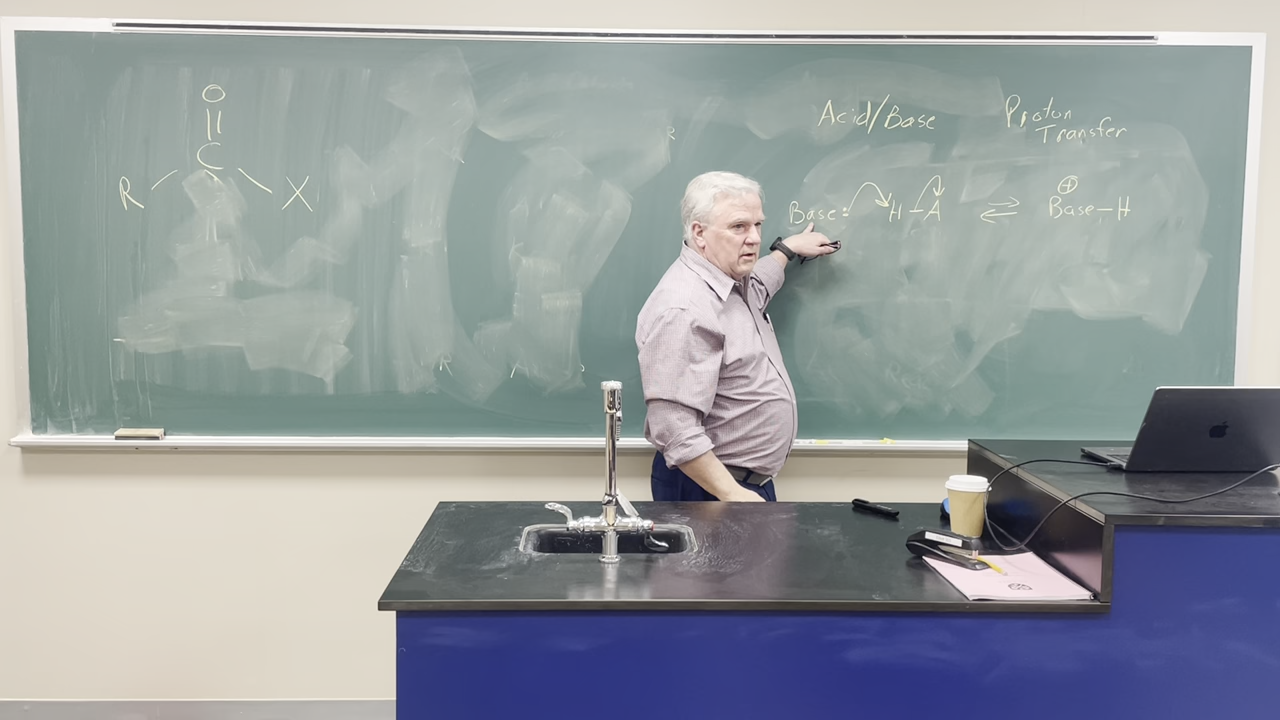 O
||
C
R
X
R
Acid/Base
Proton
Transfer
Base: H-A ⇌ Base-H
⊕